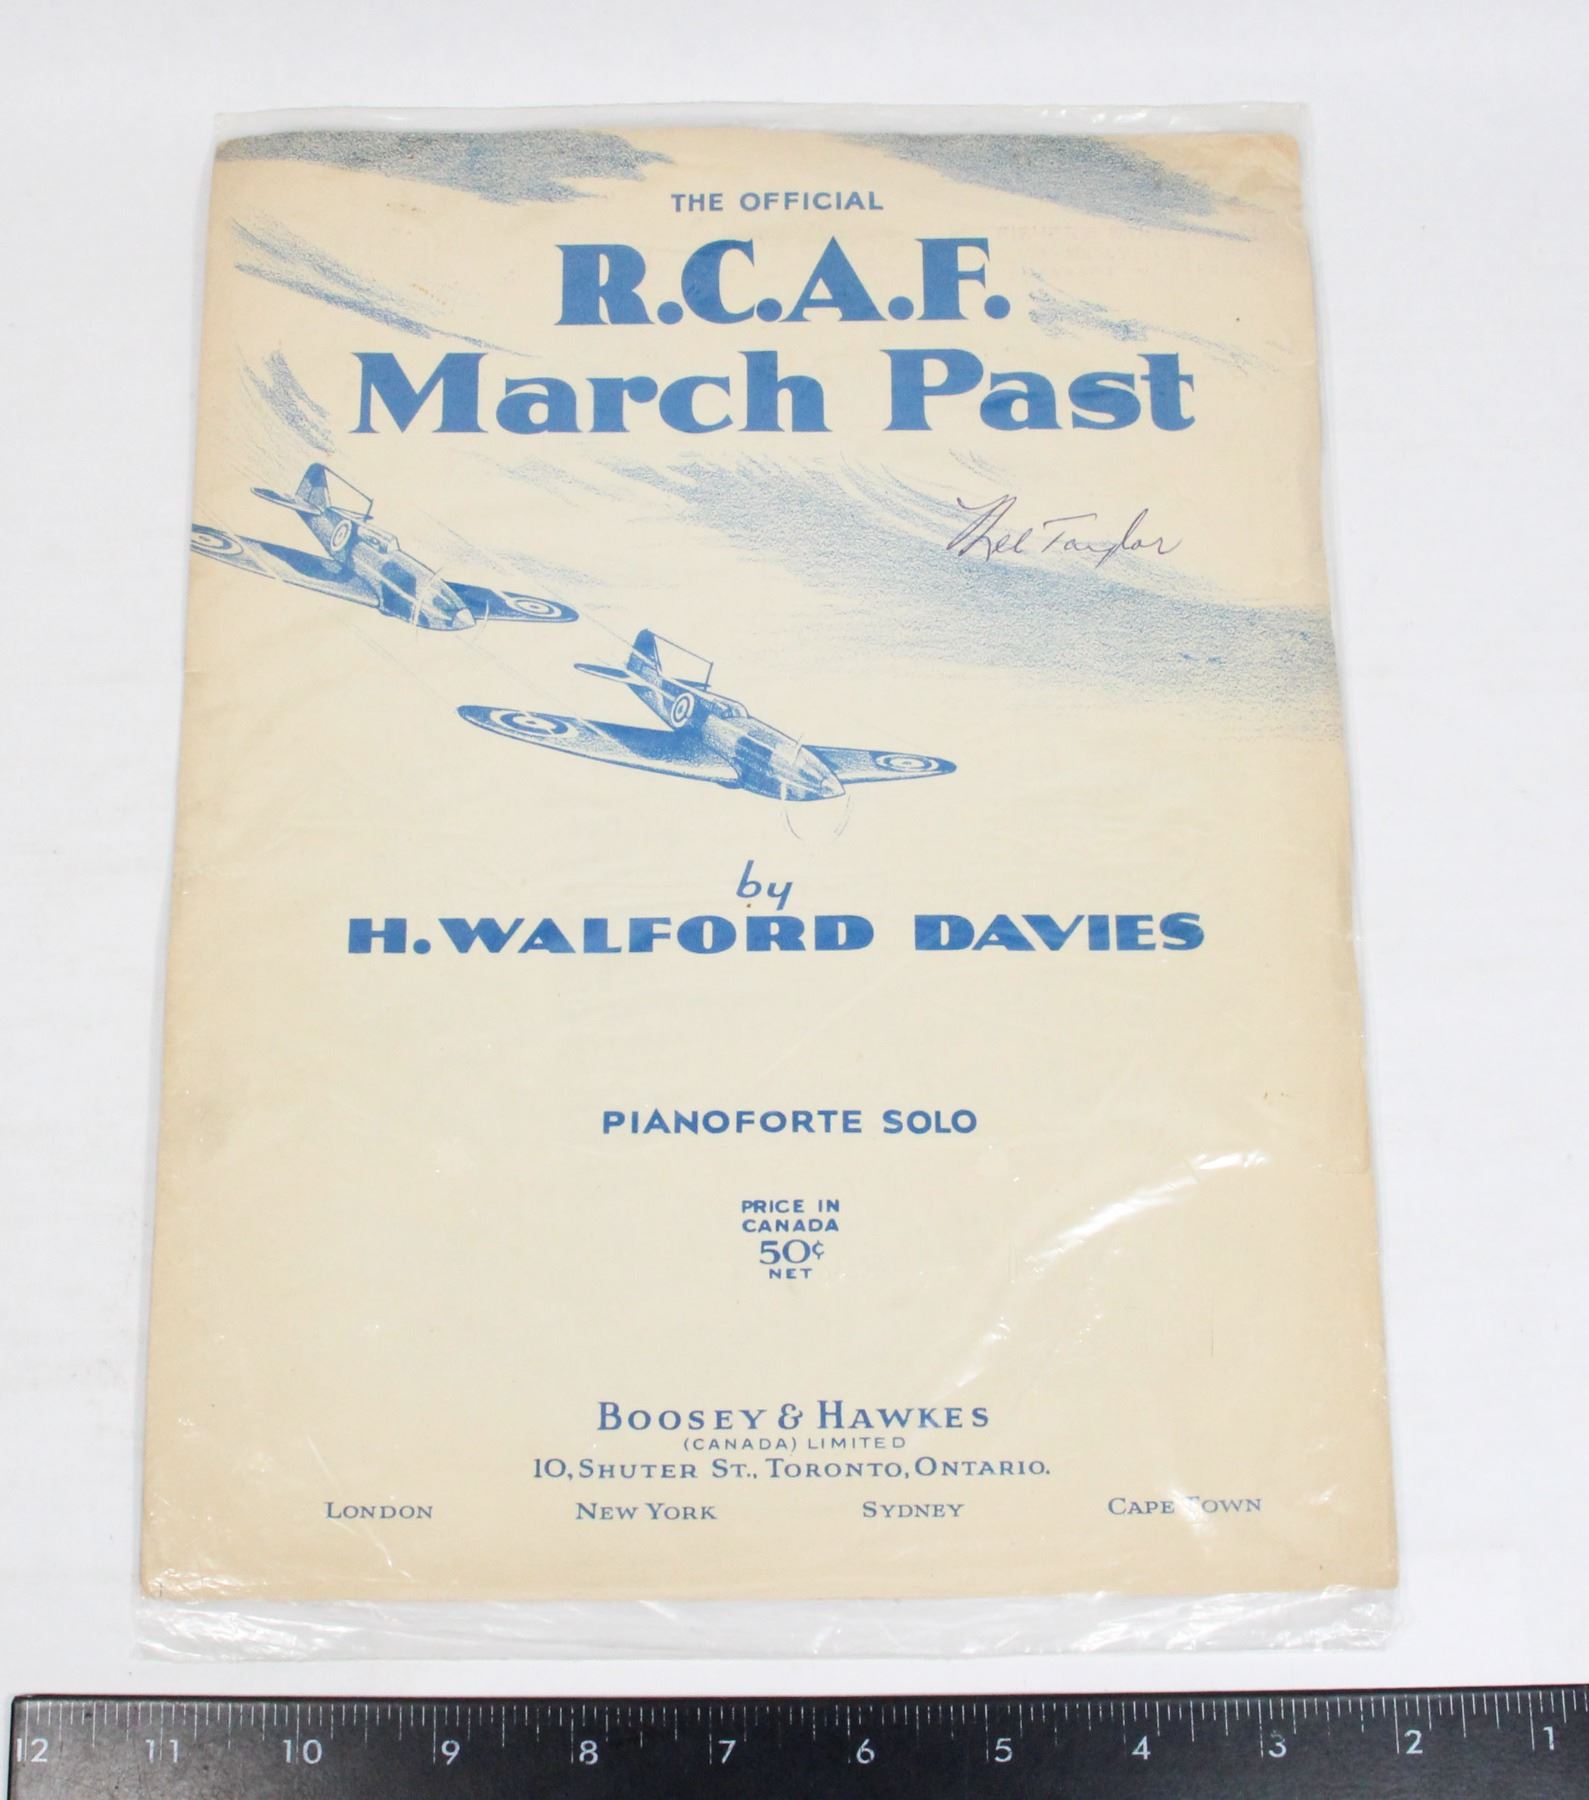 THE OFFICIAL
R.C.A.F.
March Past
Taylor
by
H. WALFORD DAVIES
PIANOFORTE SOLO
PRICE IN
CANADA
50¢
NET
BOOSEY & HAWKES
(CANADA) LIMITED
10, SHUTER ST., TORONTO, ONTARIO.
LONDON NEW YORK SYDNEY CAPE TOWN
12 11 10 9 8 7 6 5 4 3 2 1